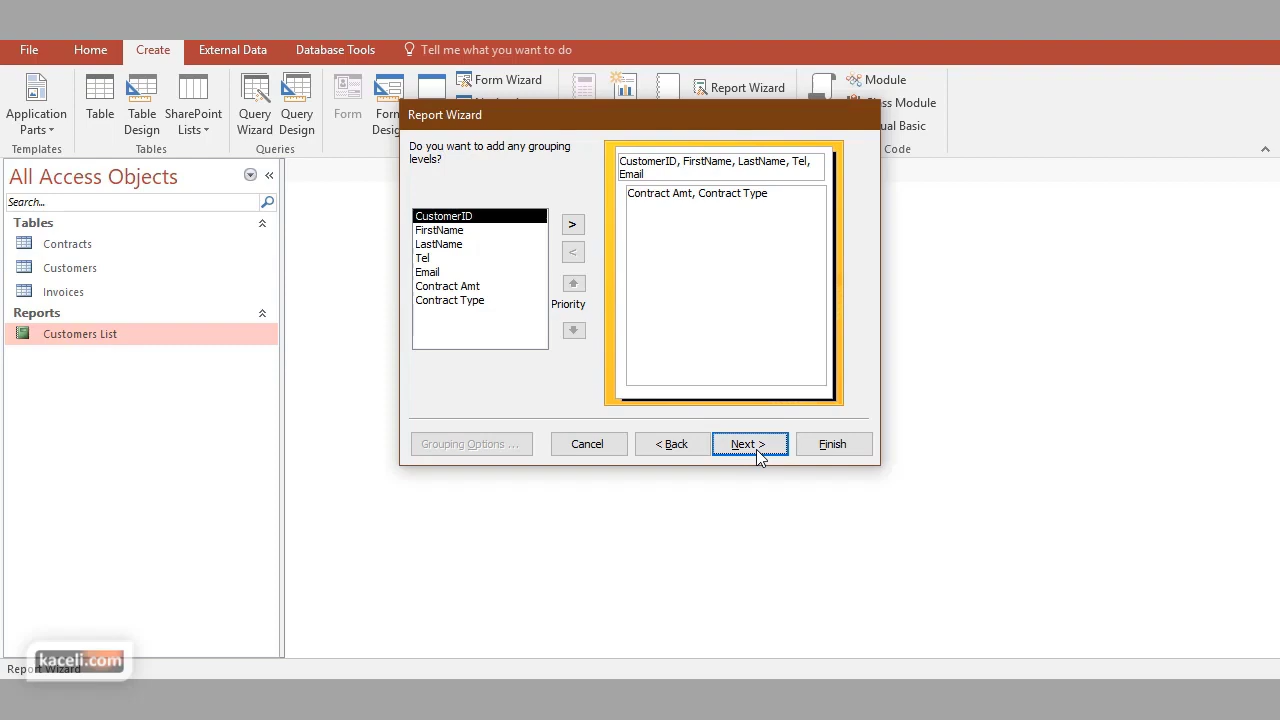 File Home Create External Data Database Tools Tell me what you want to do
Application Parts
Templates
Table
Table Design
SharePoint Lists
Tables
Query Wizard
Query Design
Queries
Form
Form
Form Wizard
Report Wizard
Module
Class Module
Code
All Access Objects
Search...
Tables
Contracts
Customers
Invoices
Reports
Customers List
Report Wizard
Do you want to add any grouping
levels?
CustomerID
FirstName
LastName
Tel
Email
Contract Amt
Contract Type
>
<
Priority
CustomerID, FirstName, LastName, Tel,
Email
Contract Amt, Contract Type
Grouping Options ...
Cancel
< Back
Next >
Finish
kaceli.com